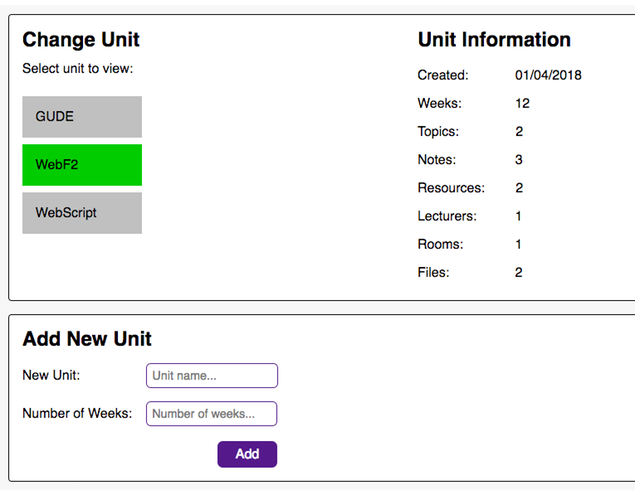 Change Unit
Select unit to view:
GUDE
WebF2
WebScript
Unit Information
Created: 01/04/2018
Weeks: 12
Topics: 2
Notes: 3
Resources: 2
Lecturers: 1
Rooms: 1
Files: 2
Add New Unit
New Unit: Unit name...
Number of Weeks: Number of weeks...
Add